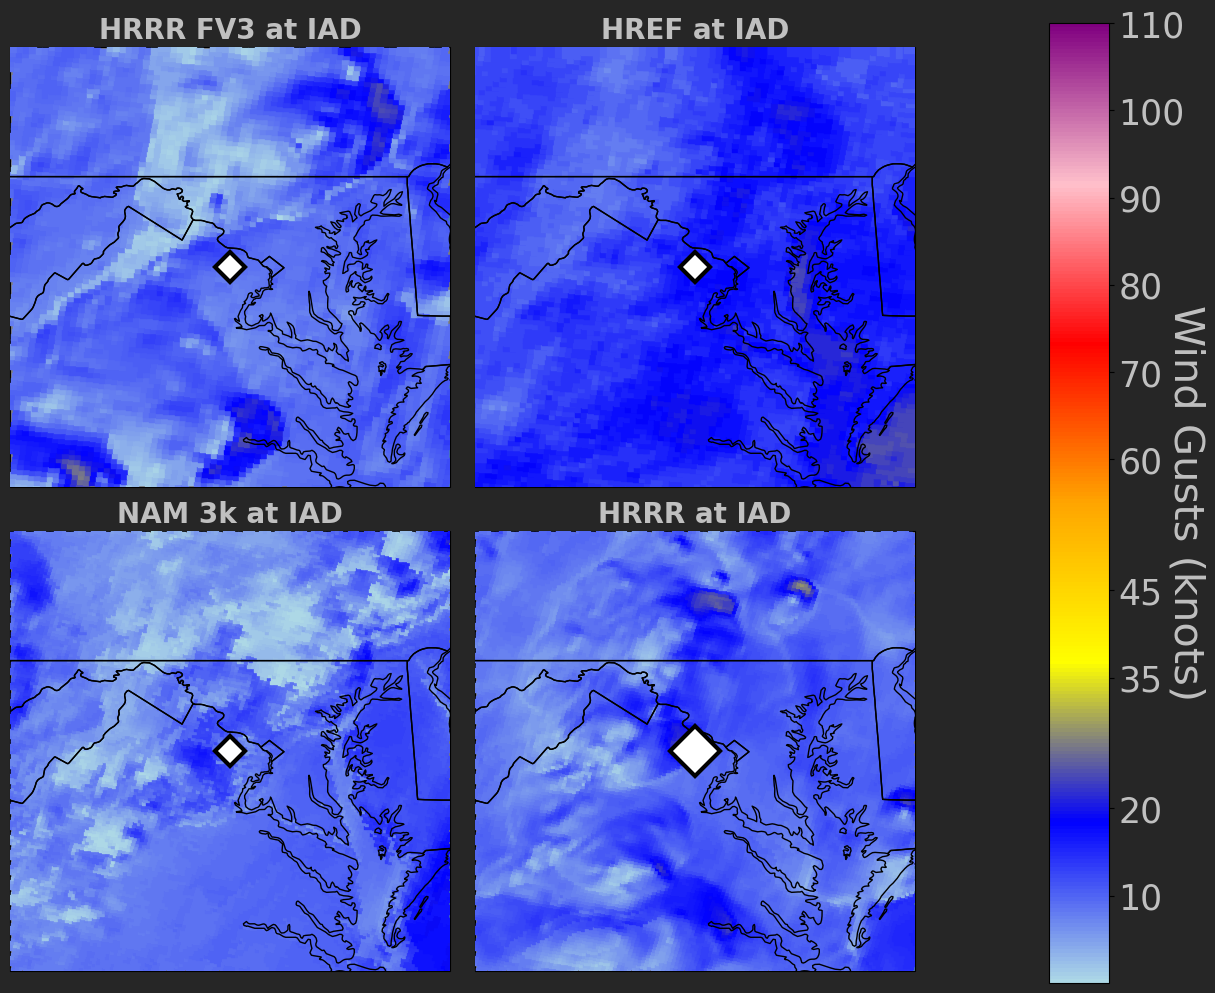 HRRR FV3 at IAD
HREF at IAD
NAM 3k at IAD
HRRR at IAD
110
100
90
80
70
60
45
35
20
10
Wind Gusts (knots)